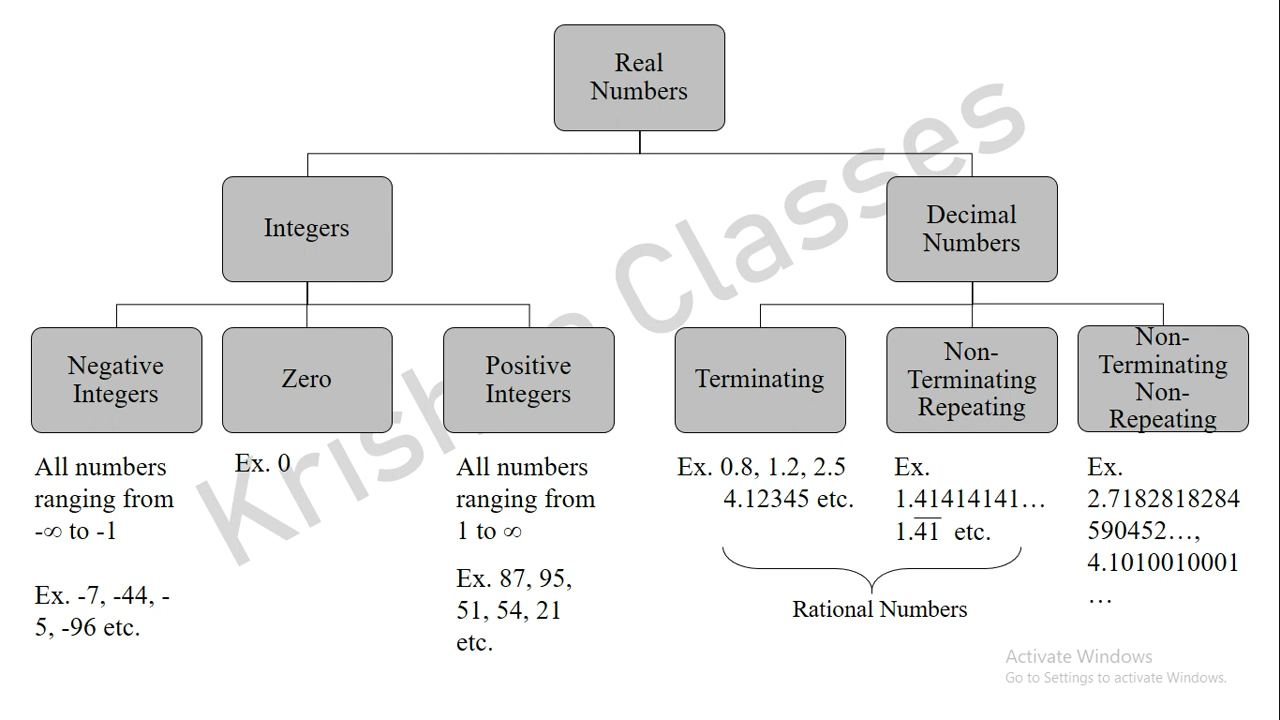 Real
Numbers
Integers
Decimal
Numbers
Negative
Integers
Zero
Positive
Integers
Terminating
Non-
Terminating
Repeating
Non-
Terminating
Non-
Repeating
All numbers
ranging from
-∞ to -1
Ex. -7, -44, -
5, -96 etc.
Ex. 0
All numbers
ranging from
1 to ∞
Ex. 87, 95,
51, 54, 21
etc.
Ex. 0.8, 1.2, 2.5
4.12345 etc.
Ex.
1.41414141…
1.4̅1̅ etc.
Rational Numbers
Ex.
2.7182818284
590452…,
4.1010010001
…
Classes
Activate Windows
Go to Settings to activate Windows.